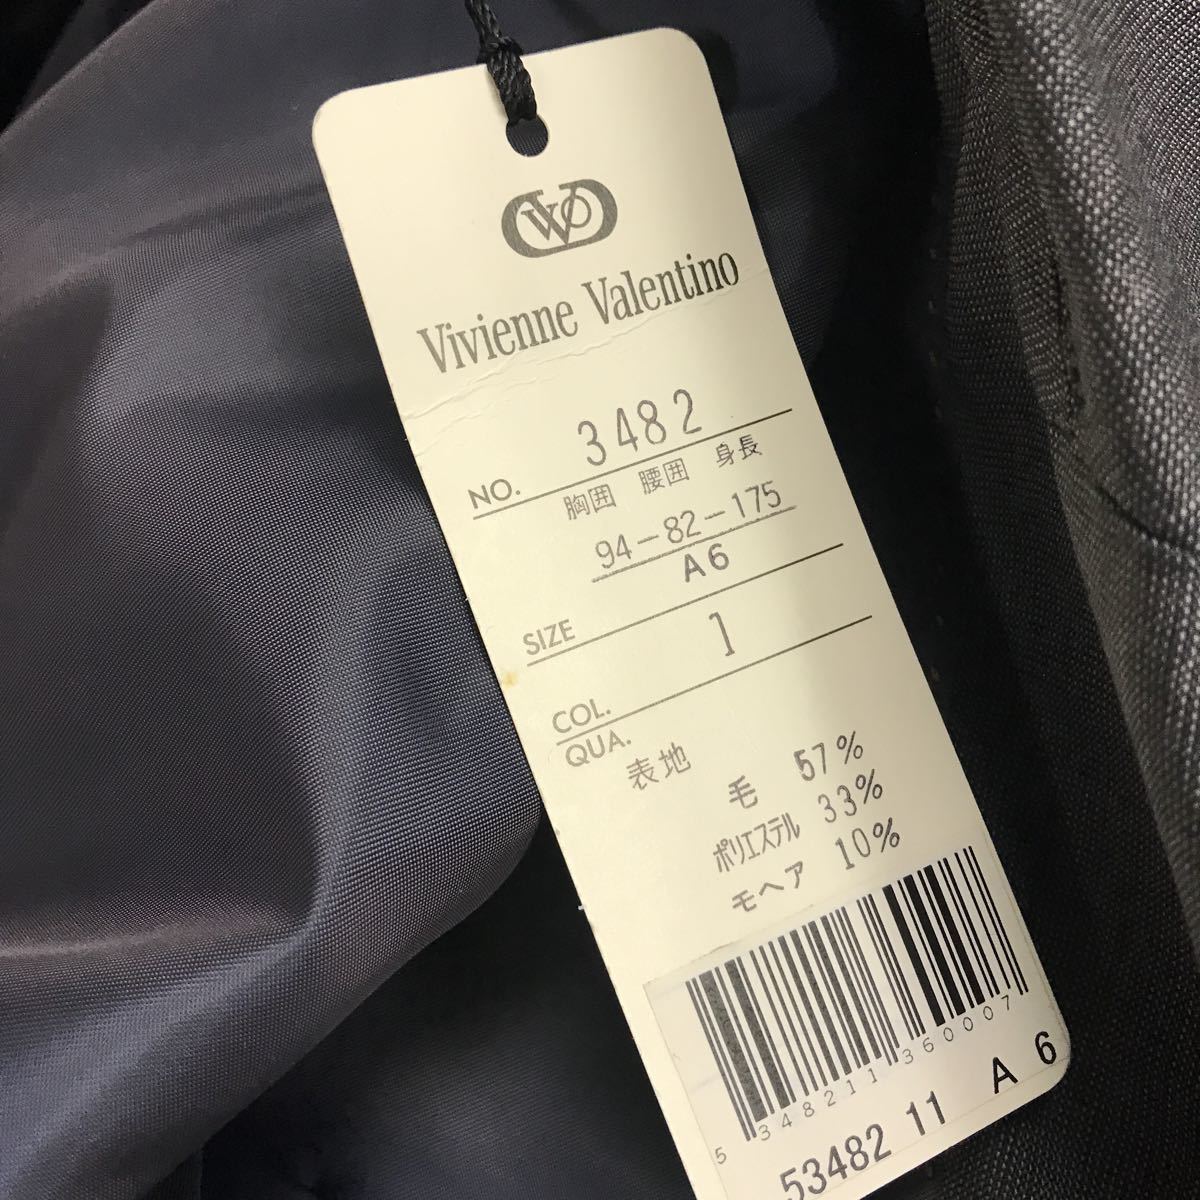 VV
Vivienne Valentino
NO. 3482
胸囲 腰囲 身長
94-82-175
A6
SIZE
1
COL.
QUA.
表地
毛 57%
ポリエステル 33%
モヘア 10%
5 348211 360007
53482 11 A 6